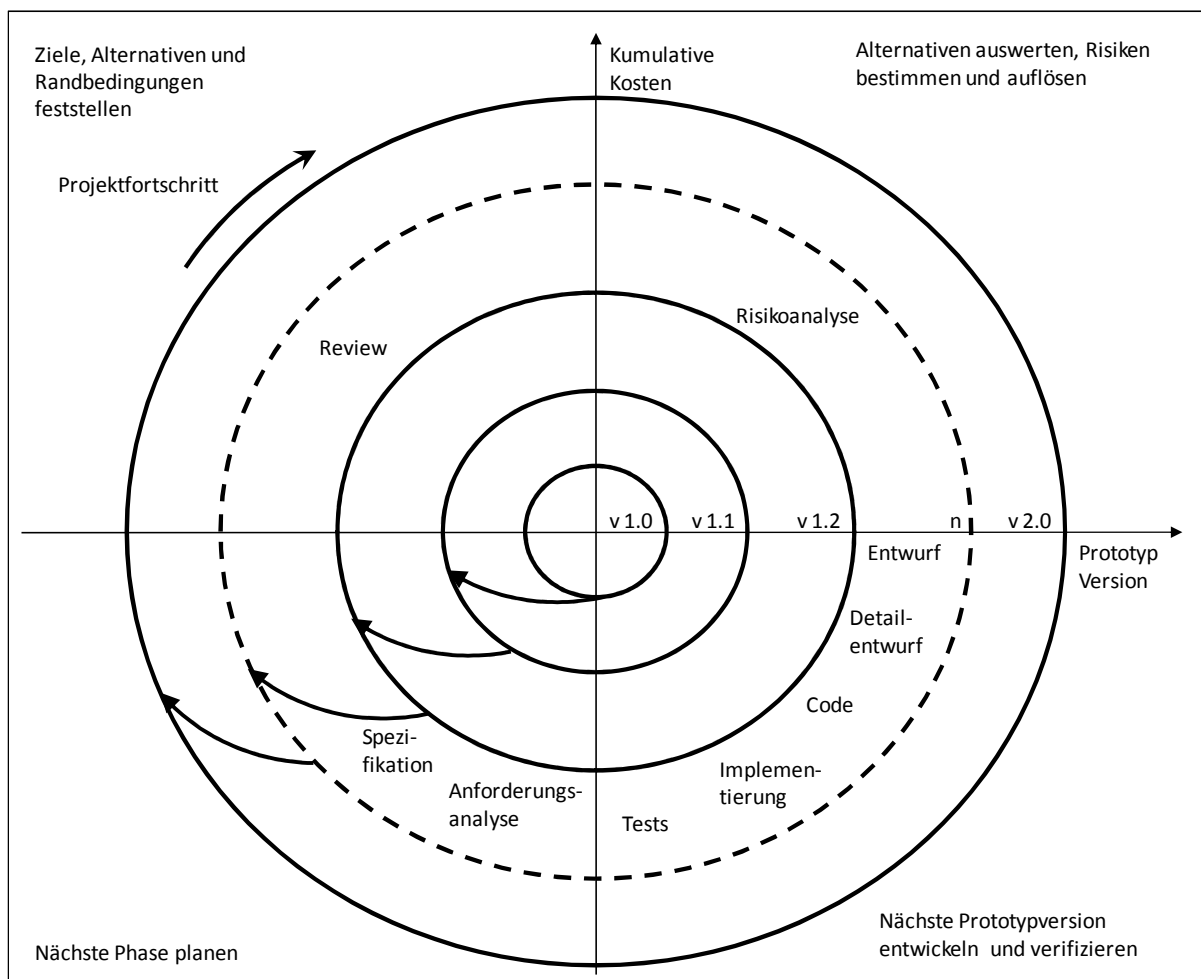 Ziele, Alternativen und
Randbedingungen
feststellen
Kumulative
Kosten
Alternativen auswerten, Risiken
bestimmen und auflösen
Projektfortschritt
Review
Risikoanalyse
v 1.0
v 1.1
v 1.2
n
v 2.0
Entwurf
Prototyp
Version
Detail-
entwurf
Code
Spezi-
fikation
Implemen-
tierung
Anforderungs-
analyse
Tests
Nächste Phase planen
Nächste Prototypversion
entwickeln und verifizieren